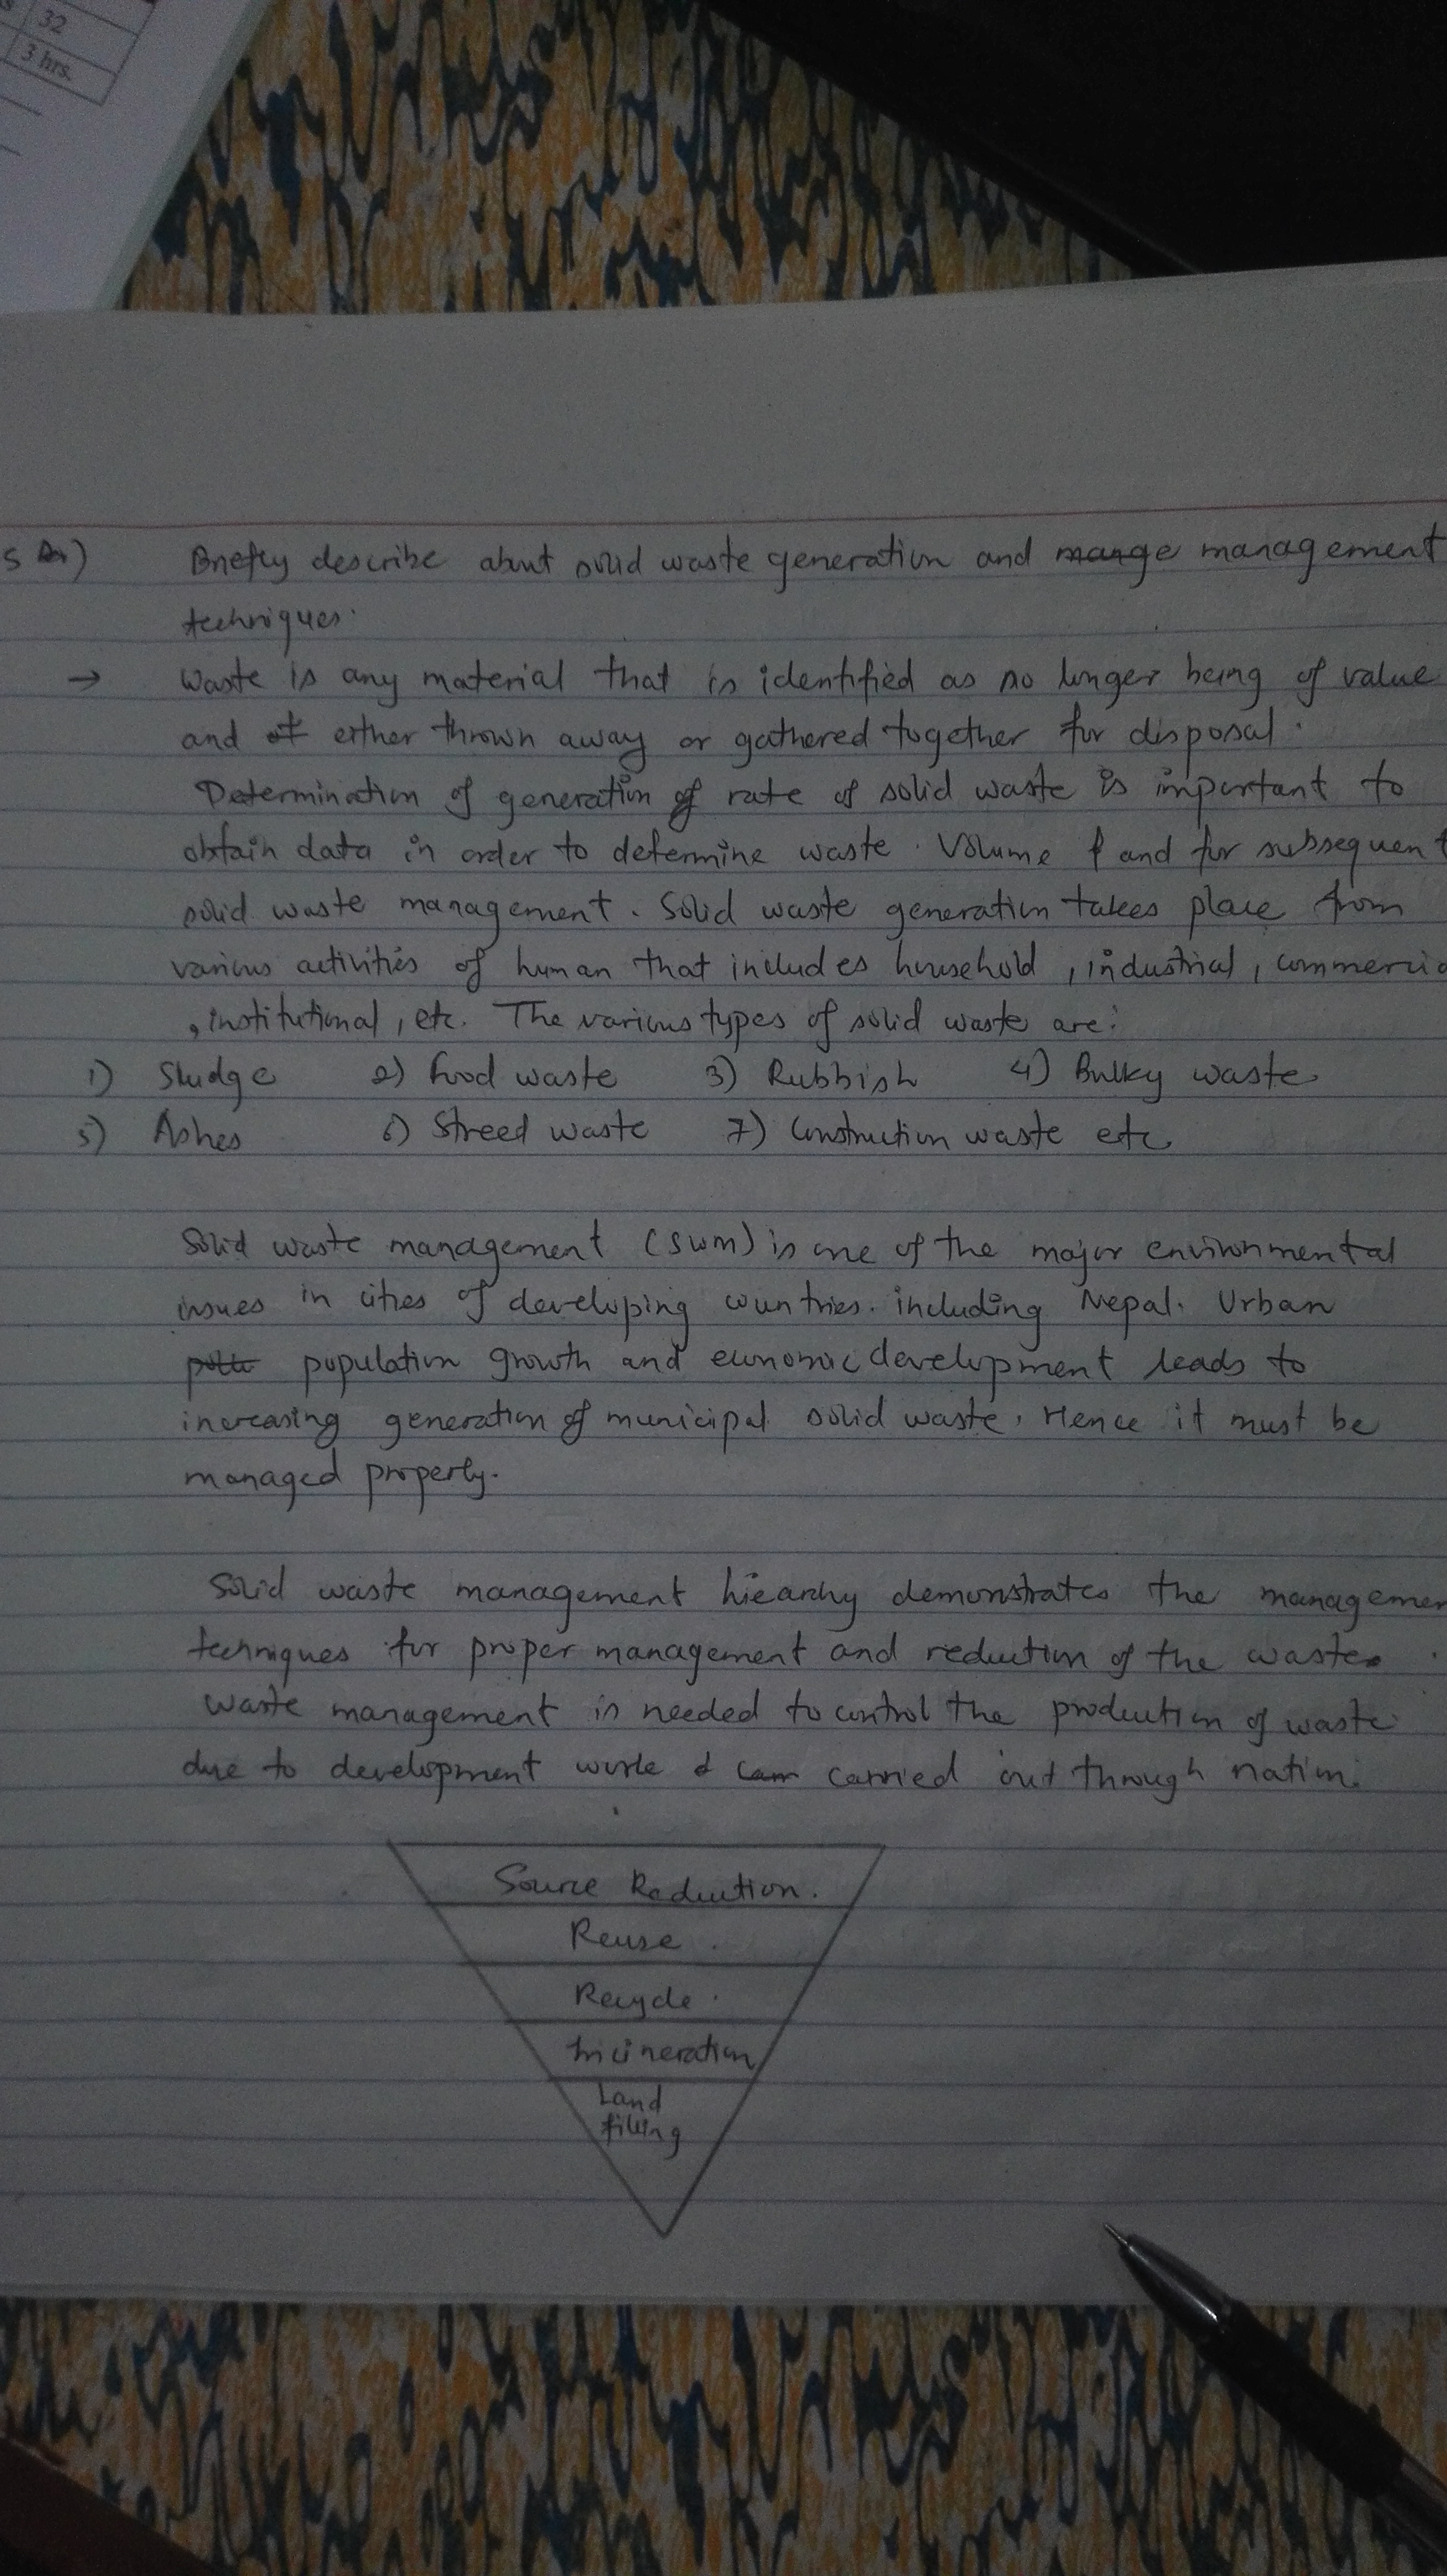 32
3 hrs.
5
Briefly describe about solid waste generation and mange management
techniques.
→ Waste is any material that is identified as no longer being of value
and of either thrown away or gathered together for disposal.
Determination of generation of rate of solid waste is important to
obtain data in order to determine waste. Volume f and for subsequent
solid waste management. Solid waste generation takes place from
various activities of human that includes household, industrial, commercia
, institutional, etc. The various types of solid waste are:
1) Sludge 2) Food waste 3) Rubbish 4) Bulky waste
5) Ashes 6) Streed waste 7) Construction waste etc
Solid waste management (SWM) is one of the major environmental
issues in cities of developing countries. including Nepal. Urban
population growth and economic development leads to
increasing generation of municipal solid waste. Hence it must be
managed properly.
Solid waste management hiearchy demonstrates the managemen
techniques for proper management and reduction of the waste.
Waste management is needed to control the production of waste
due to development work carried out through nation.
Source Reduction.
Reuse
Recycle.
Incineration
Land
filling